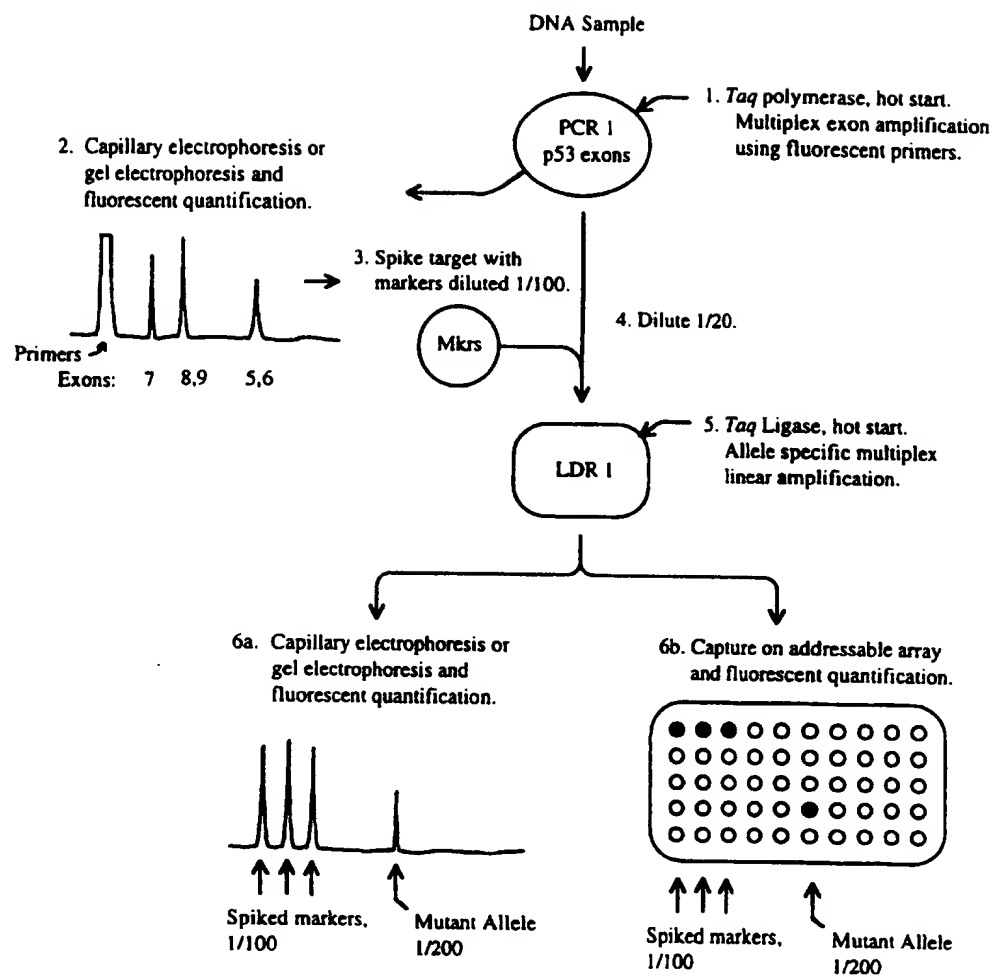 DNA Sample
PCR 1
p53 exons
1. Taq polymerase, hot start.
Multiplex exon amplification
using fluorescent primers.
2. Capillary electrophoresis or
gel electrophoresis and
fluorescent quantification.
Primers
Exons: 7 8,9 5,6
3. Spike target with
markers diluted 1/100.
Mkrs
4. Dilute 1/20.
LDR 1
5. Taq Ligase, hot start.
Allele specific multiplex
linear amplification.
6a. Capillary electrophoresis or
gel electrophoresis and
fluorescent quantification.
Spiked markers,
1/100
Mutant Allele
1/200
6b. Capture on addressable array
and fluorescent quantification.
Spiked markers,
1/100
Mutant Allele
1/200